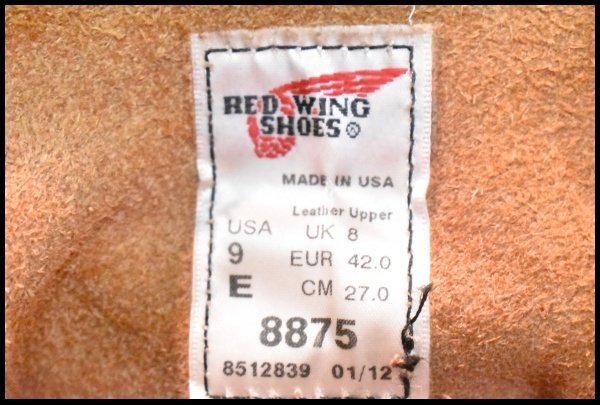 RED WING
SHOES®
MADE IN USA
Leather Upper
USA UK 8
9 EUR 42.0
E CM 27.0
8875
8512839 01/12